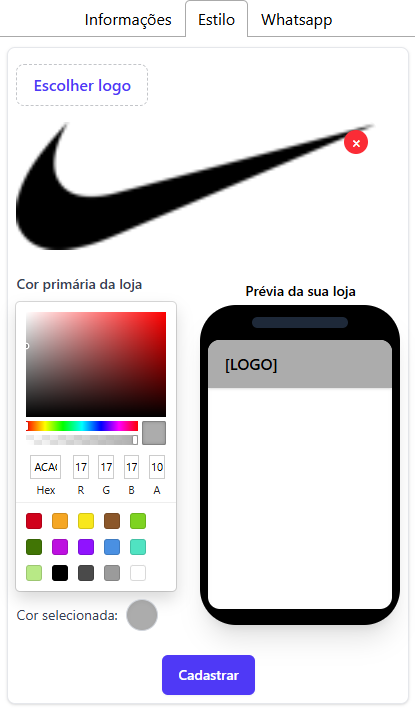 Informações Estilo Whatsapp
Escolher logo
×
Cor primária da loja
Prévia da sua loja
[LOGO]
17 17 17 10
Hex R G B A
Cor selecionada:
Cadastrar